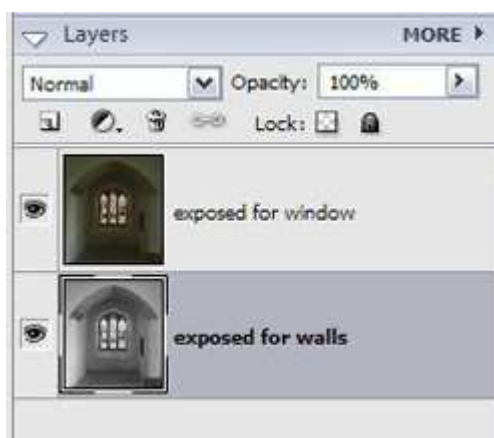 Layers MORE
Normal Opacity: 100%
Lock:
exposed for window
exposed for walls